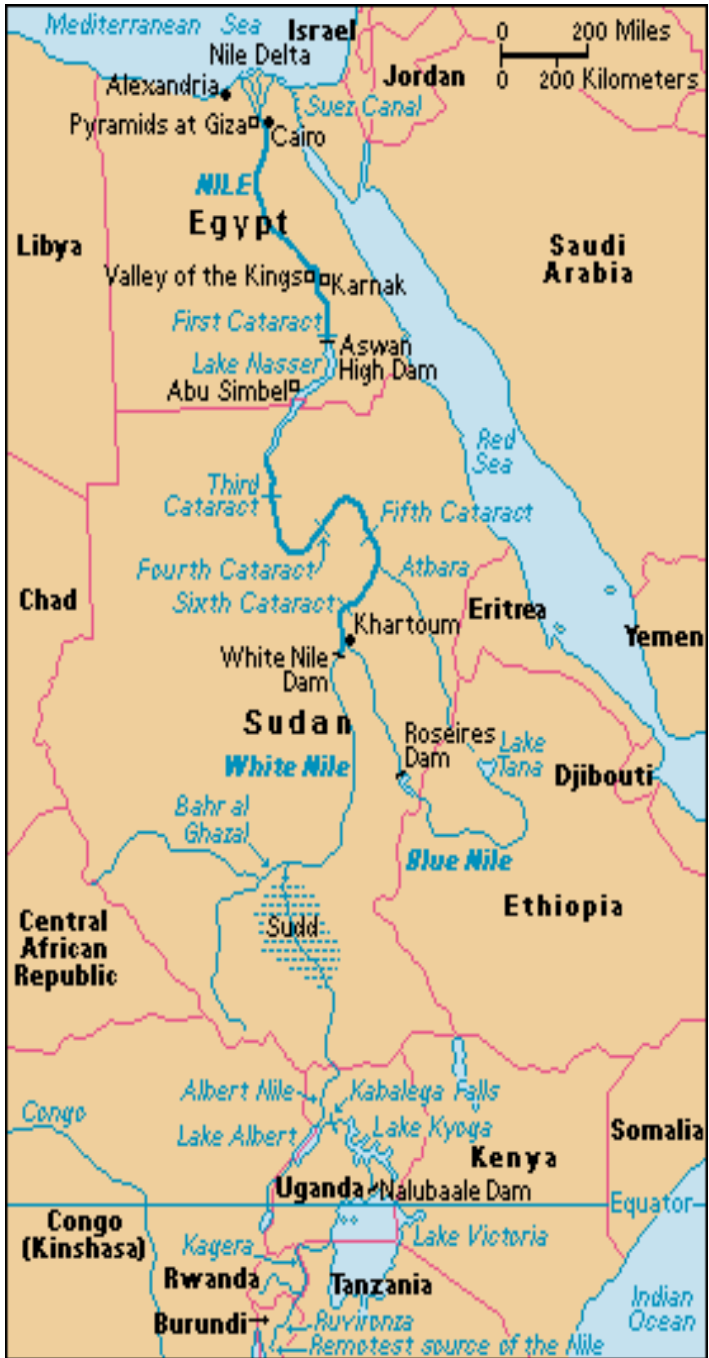 Mediterranean Sea
Israel
0 200 Miles
0 200 Kilometers
Nile Delta
Jordan
Alexandria
Suez Canal
Pyramids at Giza
Cairo
NILE
Egypt
Libya
Saudi
Arabia
Valley of the Kings
Karnak
First Cataract
Aswan
High Dam
Lake Nasser
Abu Simbel
Red
Sea
Third
Cataract
Fifth Cataract
Fourth Cataract
Atbara
Chad
Sixth Cataract
Eritrea
Khartoum
Yemen
White Nile
Dam
Sudan
Roseires
Dam
Lake
Tana
White Nile
Djibouti
Bahr al
Ghazal
Blue Nile
Ethiopia
Central
African
Republic
Sudd
Albert Nile
Kabalega Falls
Congo
Lake Albert
Lake Kyoga
Somalia
Kenya
Uganda
Nalubaale Dam
Equator
Congo
(Kinshasa)
Lake Victoria
Kagera
Rwanda
Tanzania
Indian
Ocean
Burundi
Ruvironza
Remotest source of the Nile